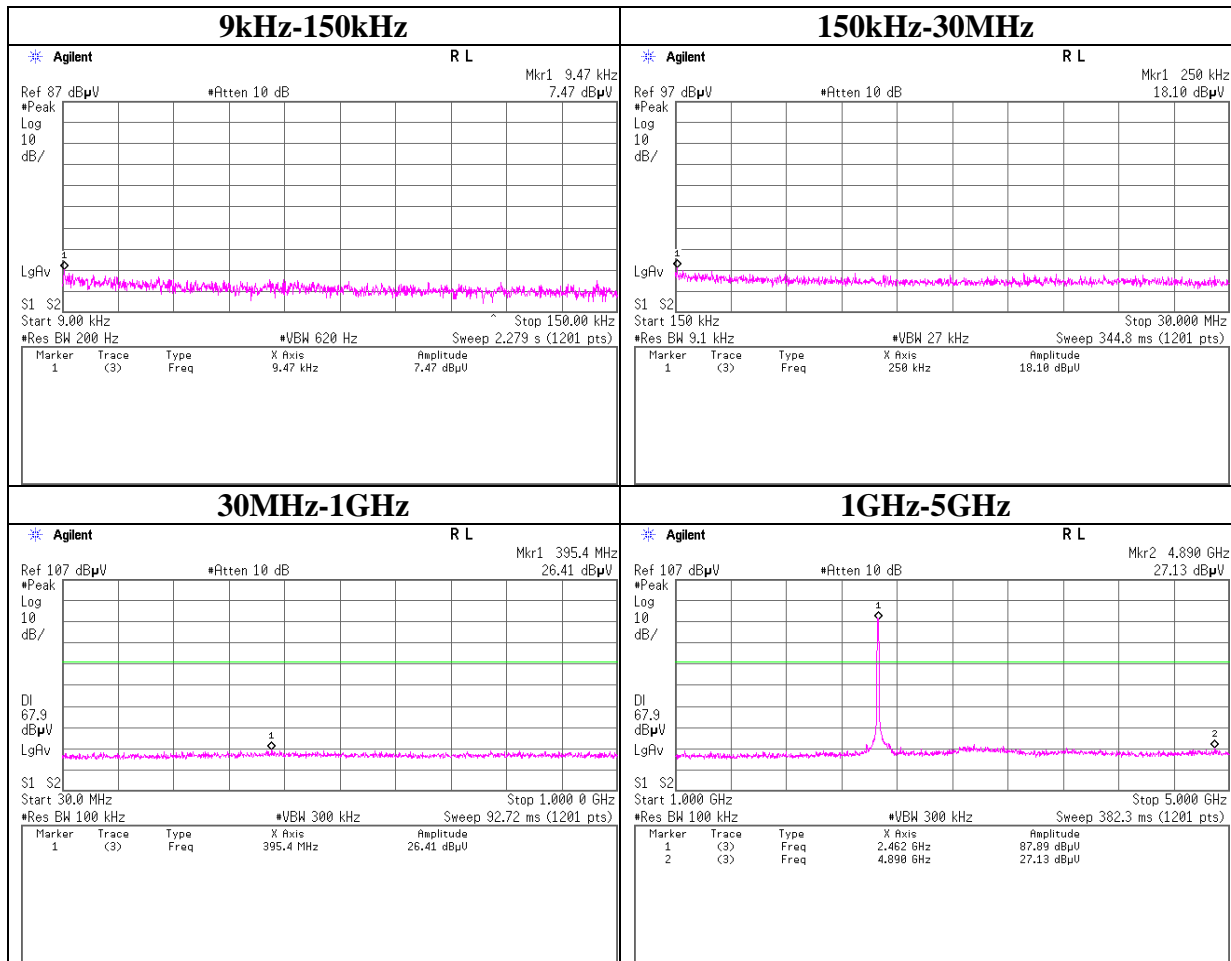 9kHz-150kHz
Agilent R L
Mkr1 9.47 kHz
Ref 87 dBµV #Atten 10 dB 7.47 dBµV
#Peak
Log
10
dB/
1
LgAv
S1 S2
Start 9.00 kHz ^ Stop 150.00 kHz
#Res BW 200 Hz #VBW 620 Hz Sweep 2.279 s (1201 pts)
Marker Trace Type X Axis Amplitude
1 (3) Freq 9.47 kHz 7.47 dBµV
150kHz-30MHz
Agilent R L
Mkr1 250 kHz
Ref 97 dBµV #Atten 10 dB 18.10 dBµV
#Peak
Log
10
dB/
1
LgAv
S1 S2
Start 150 kHz Stop 30.000 MHz
#Res BW 9.1 kHz #VBW 27 kHz Sweep 344.8 ms (1201 pts)
Marker Trace Type X Axis Amplitude
1 (3) Freq 250 kHz 18.10 dBµV
30MHz-1GHz
Agilent R L
Mkr1 395.4 MHz
Ref 107 dBµV #Atten 10 dB 26.41 dBµV
#Peak
Log
10
dB/
DI
67.9
dBµV
1
LgAv
S1 S2
Start 30.0 MHz Stop 1.000 0 GHz
#Res BW 100 kHz #VBW 300 kHz Sweep 92.72 ms (1201 pts)
Marker Trace Type X Axis Amplitude
1 (3) Freq 395.4 MHz 26.41 dBµV
1GHz-5GHz
Agilent R L
Mkr2 4.890 GHz
Ref 107 dBµV #Atten 10 dB 27.13 dBµV
#Peak
Log
1
10
dB/
DI
67.9
dBµV
2
LgAv
S1 S2
Start 1.000 GHz Stop 5.000 GHz
#Res BW 100 kHz #VBW 300 kHz Sweep 382.3 ms (1201 pts)
Marker Trace Type X Axis Amplitude
1 (3) Freq 2.462 GHz 87.89 dBµV
2 (3) Freq 4.890 GHz 27.13 dBµV